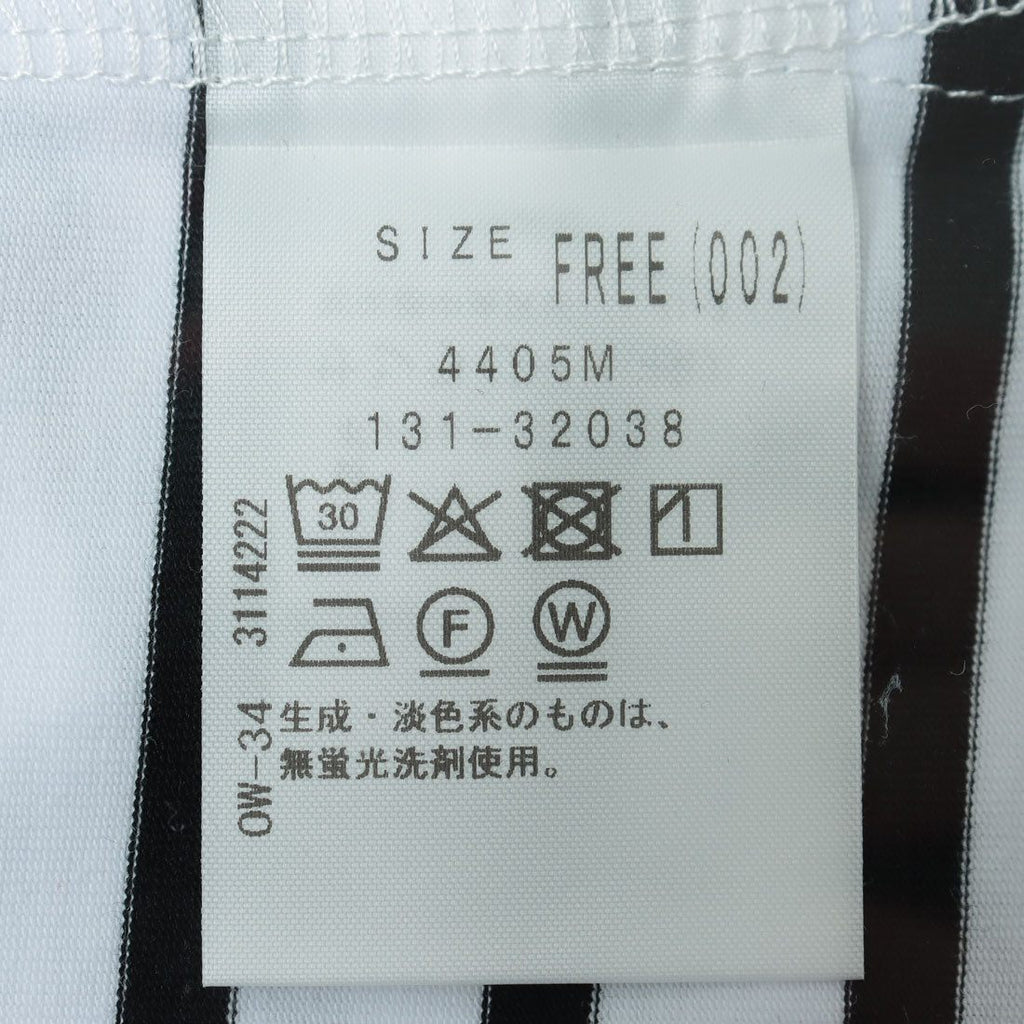 SIZE FREE(002)
4405M
131-32038
30
F W
生成・淡色系のものは、
無蛍光洗剤使用。
OW-34 3114222